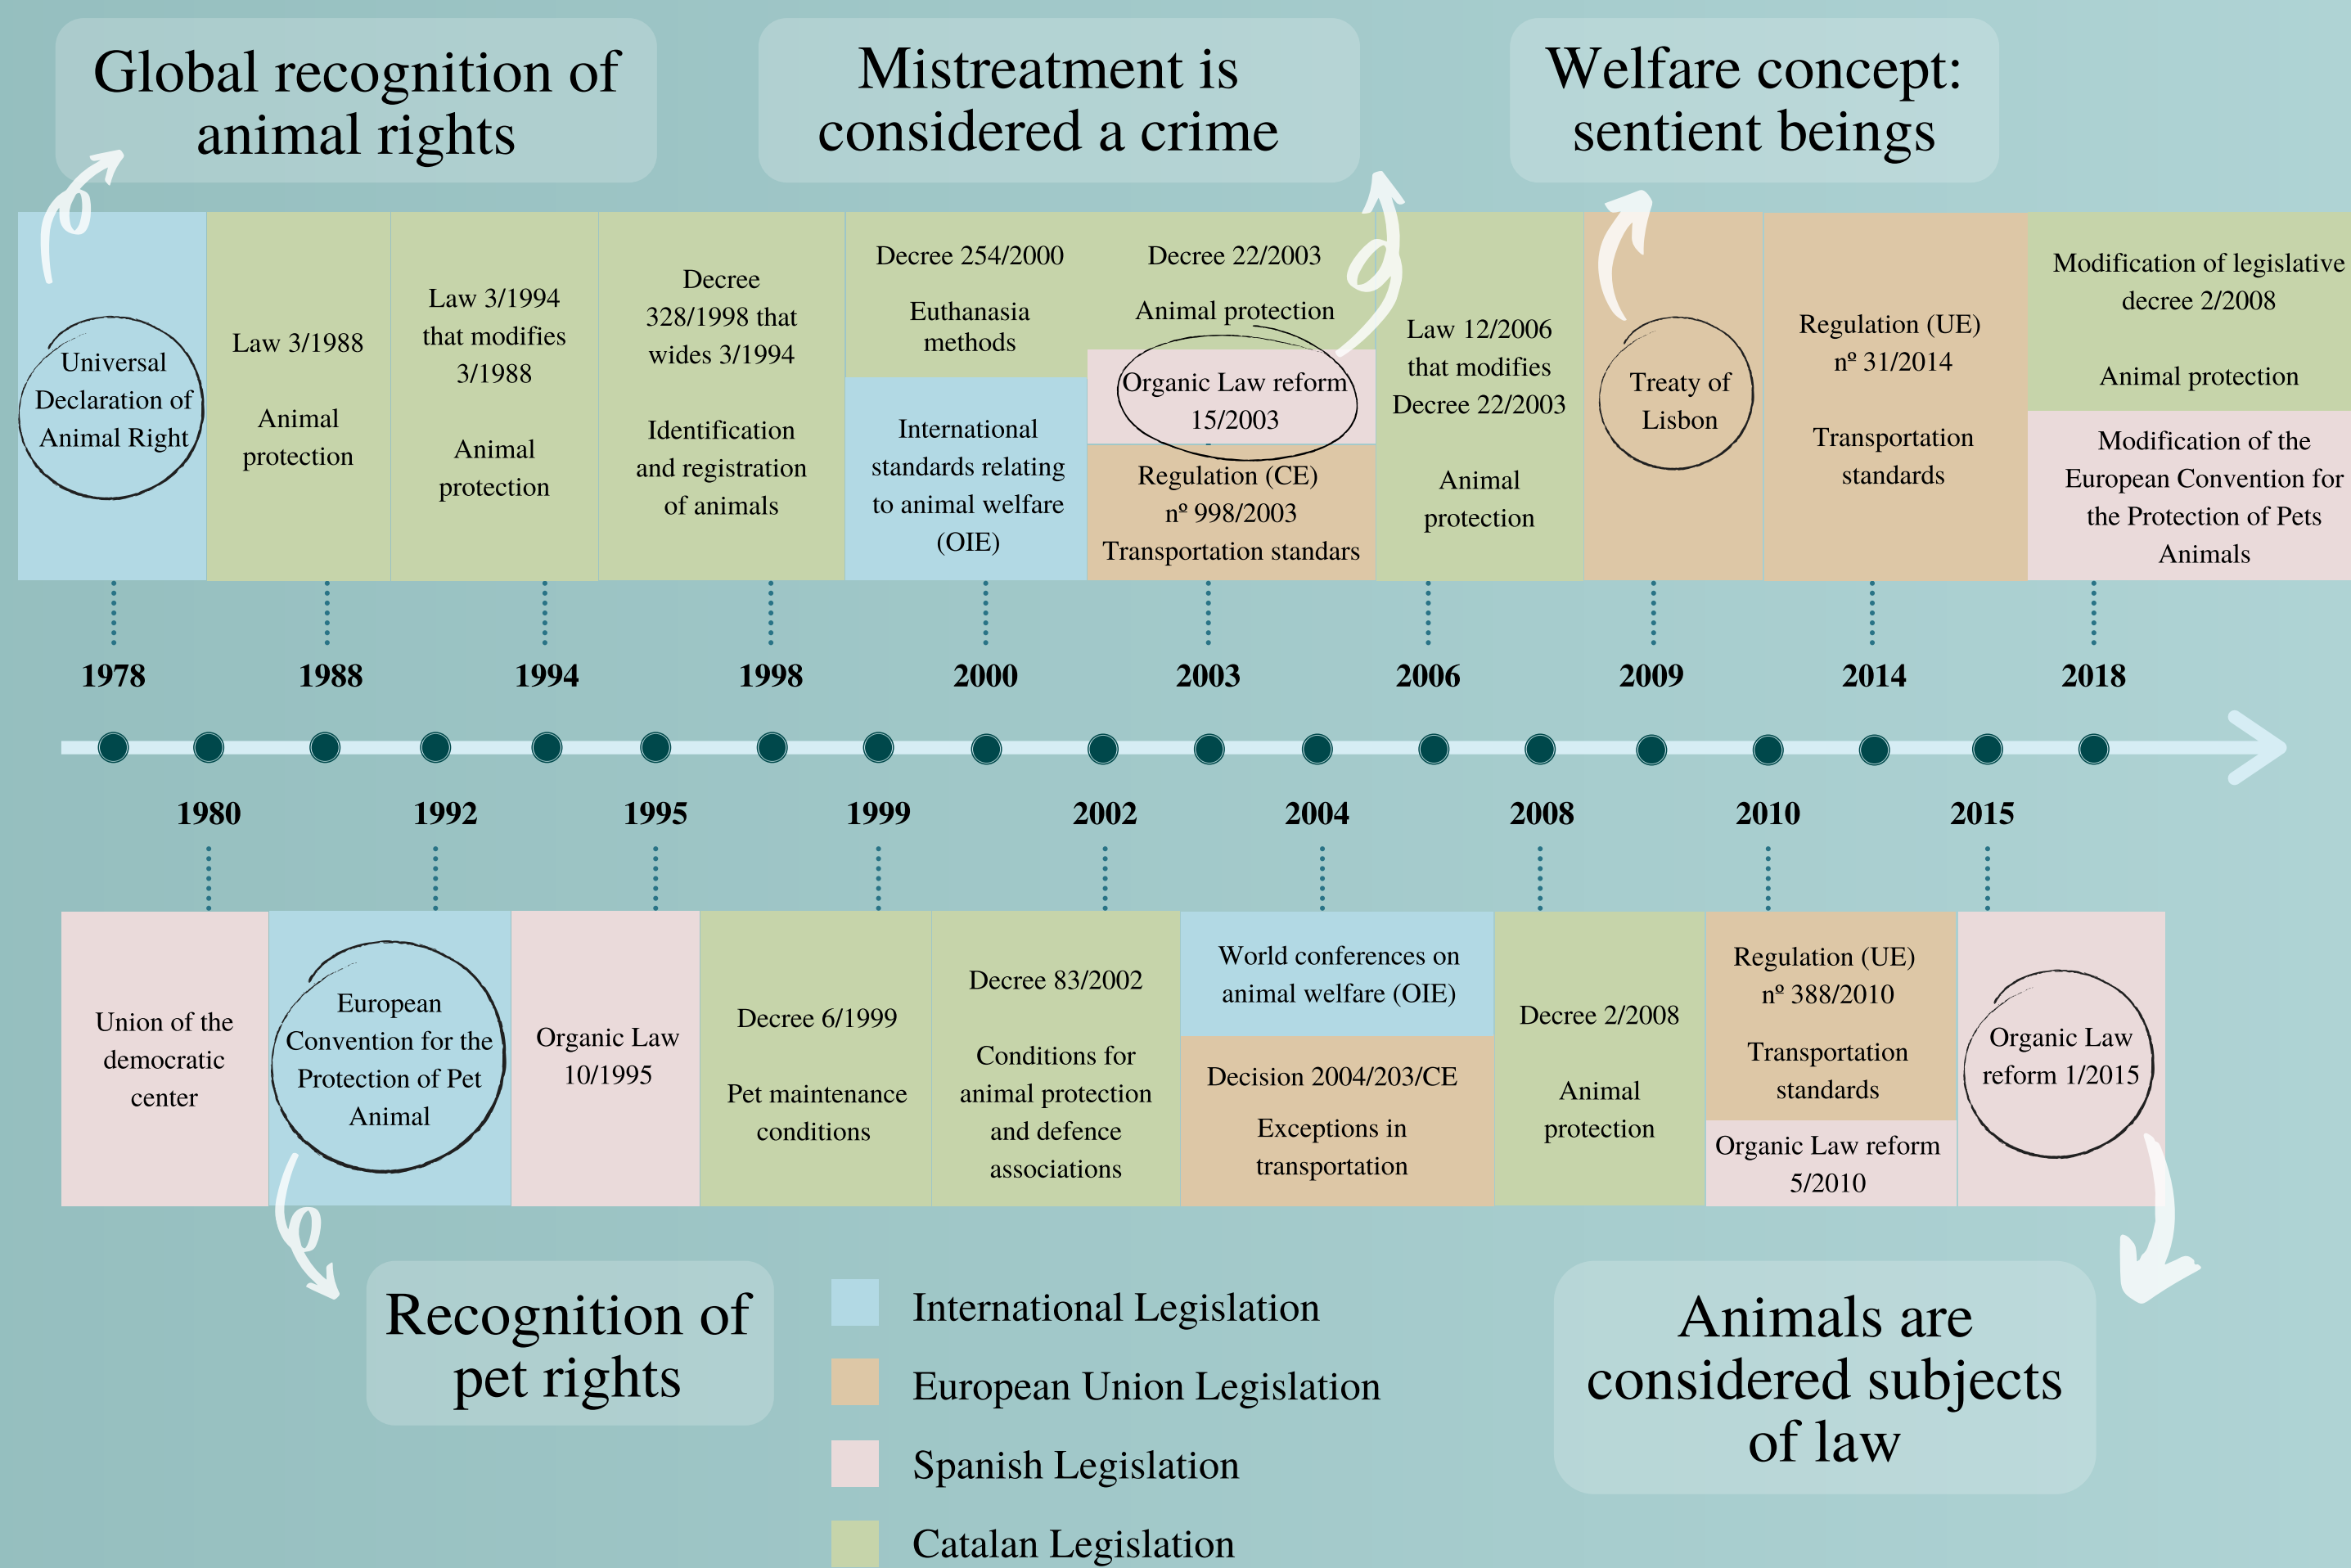 Global recognition of
animal rights
Mistreatment is
considered a crime
Welfare concept:
sentient beings
Universal
Declaration of
Animal Right
Law 3/1988
Animal
protection
Law 3/1994
that modifies
3/1988
Animal
protection
Decree
328/1998 that
wides 3/1994
Identification
and registration
of animals
Decree 254/2000
Euthanasia
methods
International
standards relating
to animal welfare
(OIE)
Decree 22/2003
Animal protection
Organic Law reform
15/2003
Regulation (CE)
nº 998/2003
Transportation standars
Law 12/2006
that modifies
Decree 22/2003
Animal
protection
Treaty of
Lisbon
Regulation (UE)
nº 31/2014
Transportation
standards
Modification of legislative
decree 2/2008
Animal protection
Modification of the
European Convention for
the Protection of Pets
Animals
1978
1988
1994
1998
2000
2003
2006
2009
2014
2018
1980
1992
1995
1999
2002
2004
2008
2010
2015
Union of the
democratic
center
European
Convention for the
Protection of Pet
Animal
Organic Law
10/1995
Decree 6/1999
Pet maintenance
conditions
Decree 83/2002
Conditions for
animal protection
and defence
associations
World conferences on
animal welfare (OIE)
Decision 2004/203/CE
Exceptions in
transportation
Decree 2/2008
Animal
protection
Regulation (UE)
nº 388/2010
Transportation
standards
Organic Law reform
5/2010
Organic Law
reform 1/2015
Recognition of
pet rights
International Legislation
European Union Legislation
Spanish Legislation
Catalan Legislation
Animals are
considered subjects
of law